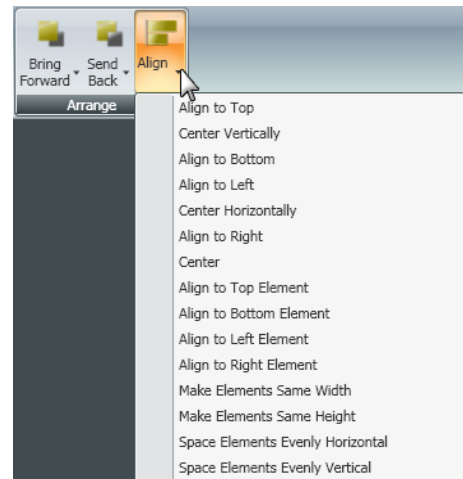 Bring
Forward
Send
Back
Align
Arrange
Align to Top
Center Vertically
Align to Bottom
Align to Left
Center Horizontally
Align to Right
Center
Align to Top Element
Align to Bottom Element
Align to Left Element
Align to Right Element
Make Elements Same Width
Make Elements Same Height
Space Elements Evenly Horizontal
Space Elements Evenly Vertical